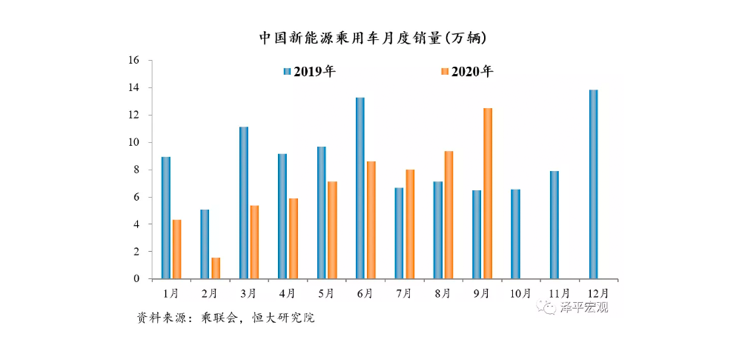 中国新能源乘用车月度销量(万辆)
16
14
12
10
8
6
4
2
0
2019年
2020年
1月 2月 3月 4月 5月 6月 7月 8月 9月 10月 11月 12月
泽平宏观
资料来源：乘联会，恒大研究院